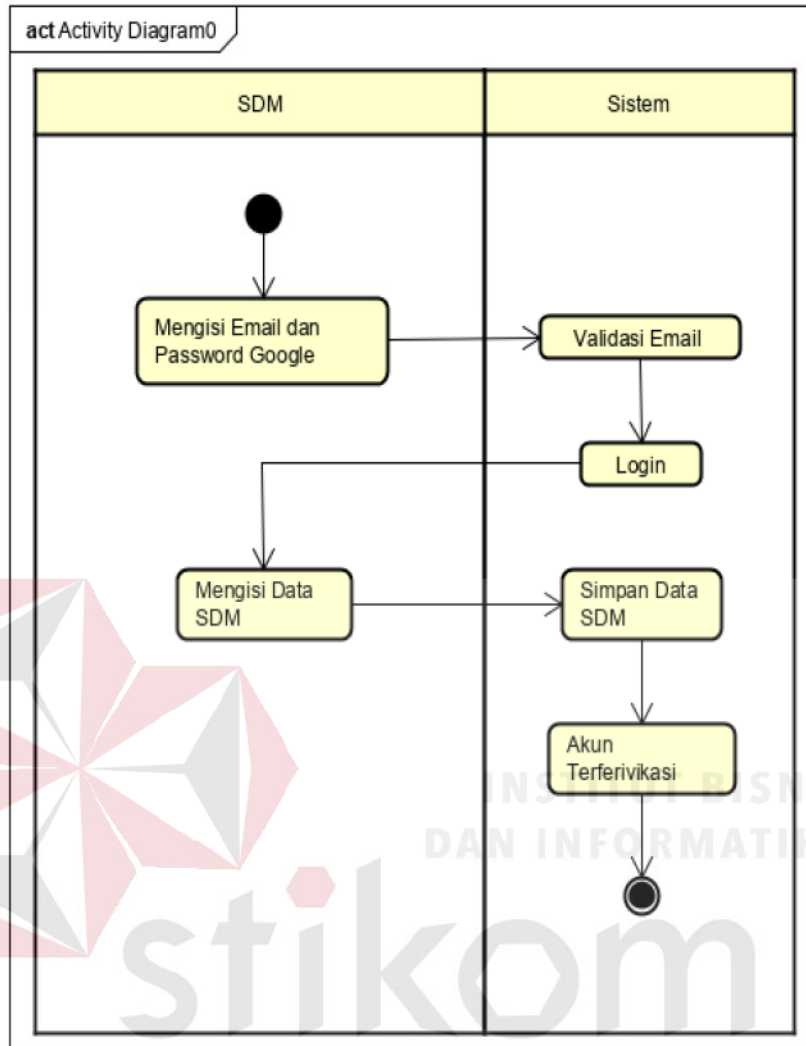 act Activity Diagram0
SDM
Sistem
Mengisi Email dan
Password Google
Validasi Email
Login
Mengisi Data
SDM
Simpan Data
SDM
Akun
Terferivikasi
INSTITUT BISN
DAN INFORMATIK
stikom